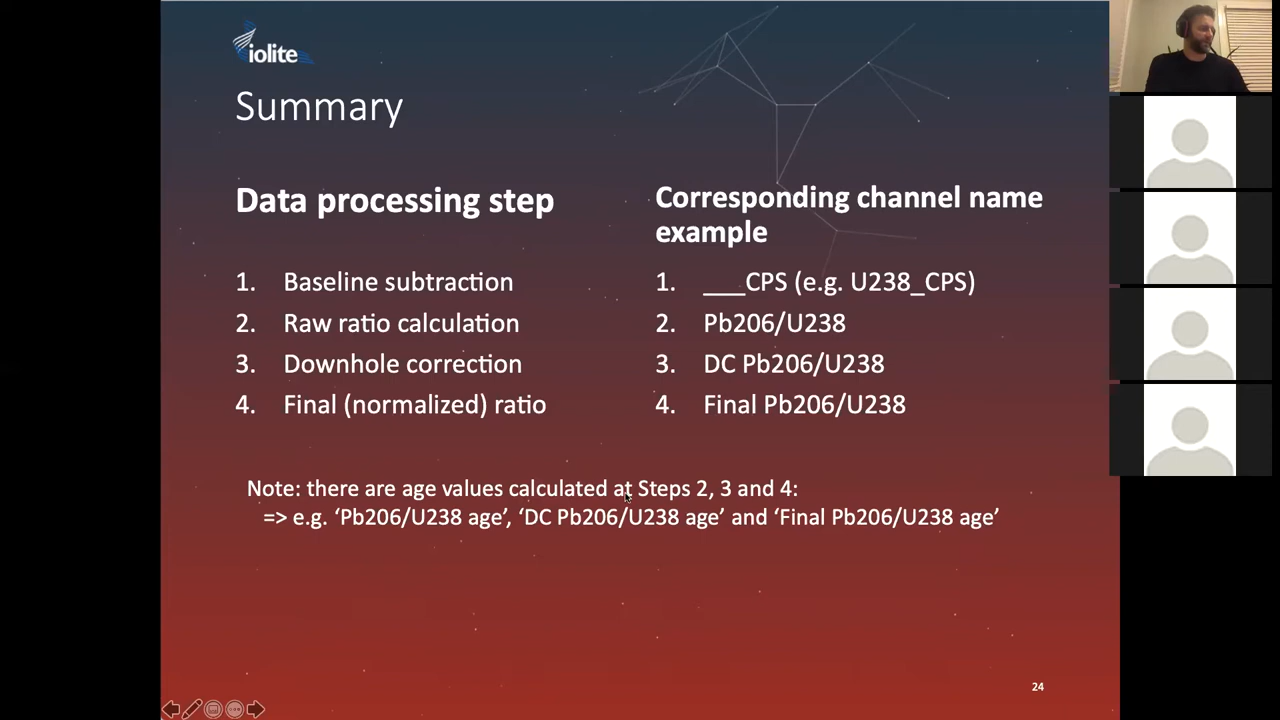 iolite
Summary
Data processing step
1. Baseline subtraction
2. Raw ratio calculation
3. Downhole correction
4. Final (normalized) ratio
Corresponding channel name
example
1. ___CPS (e.g. U238_CPS)
2. Pb206/U238
3. DC Pb206/U238
4. Final Pb206/U238
Note: there are age values calculated at Steps 2, 3 and 4:
=> e.g. ‘Pb206/U238 age’, ‘DC Pb206/U238 age’ and ‘Final Pb206/U238 age’
24